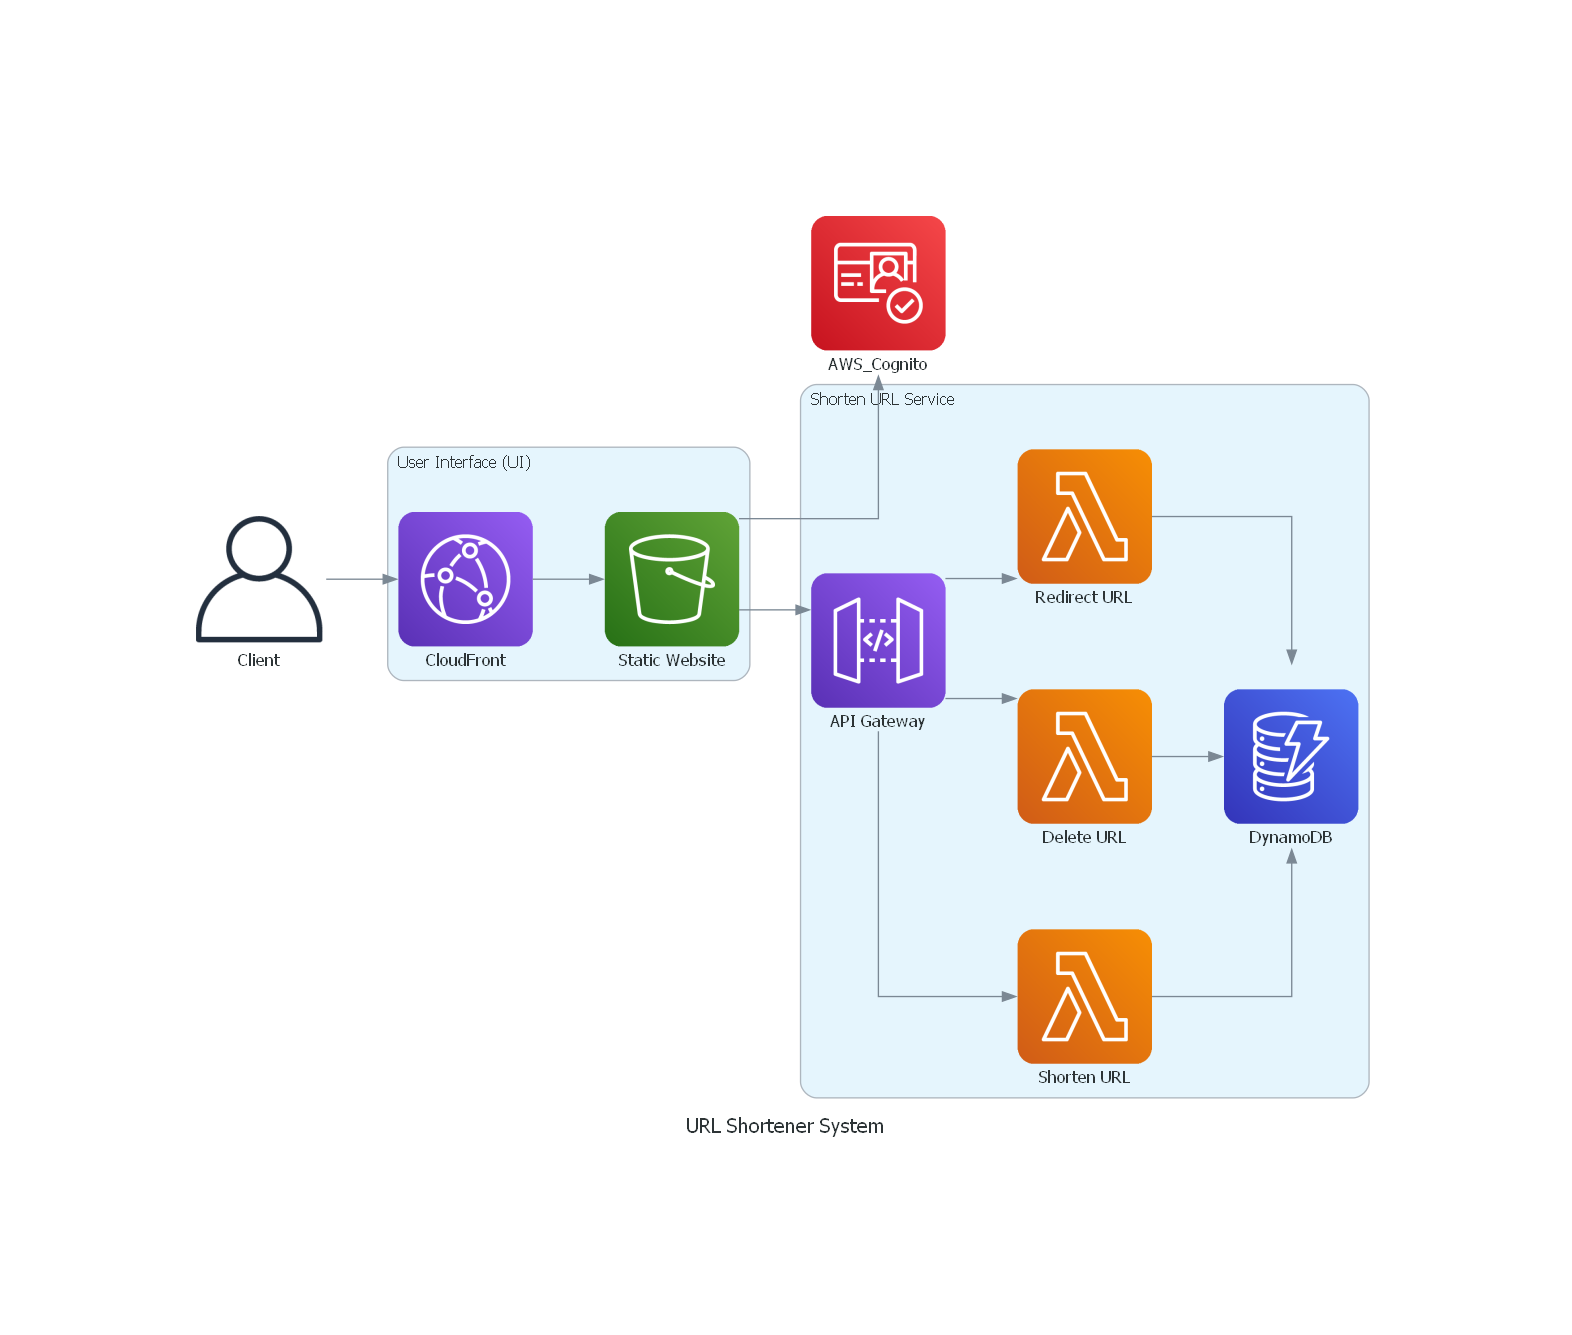 AWS_Cognito
Shorten URL Service
User Interface (UI)
Redirect URL
Client
CloudFront
Static Website
API Gateway
Delete URL
DynamoDB
Shorten URL
URL Shortener System